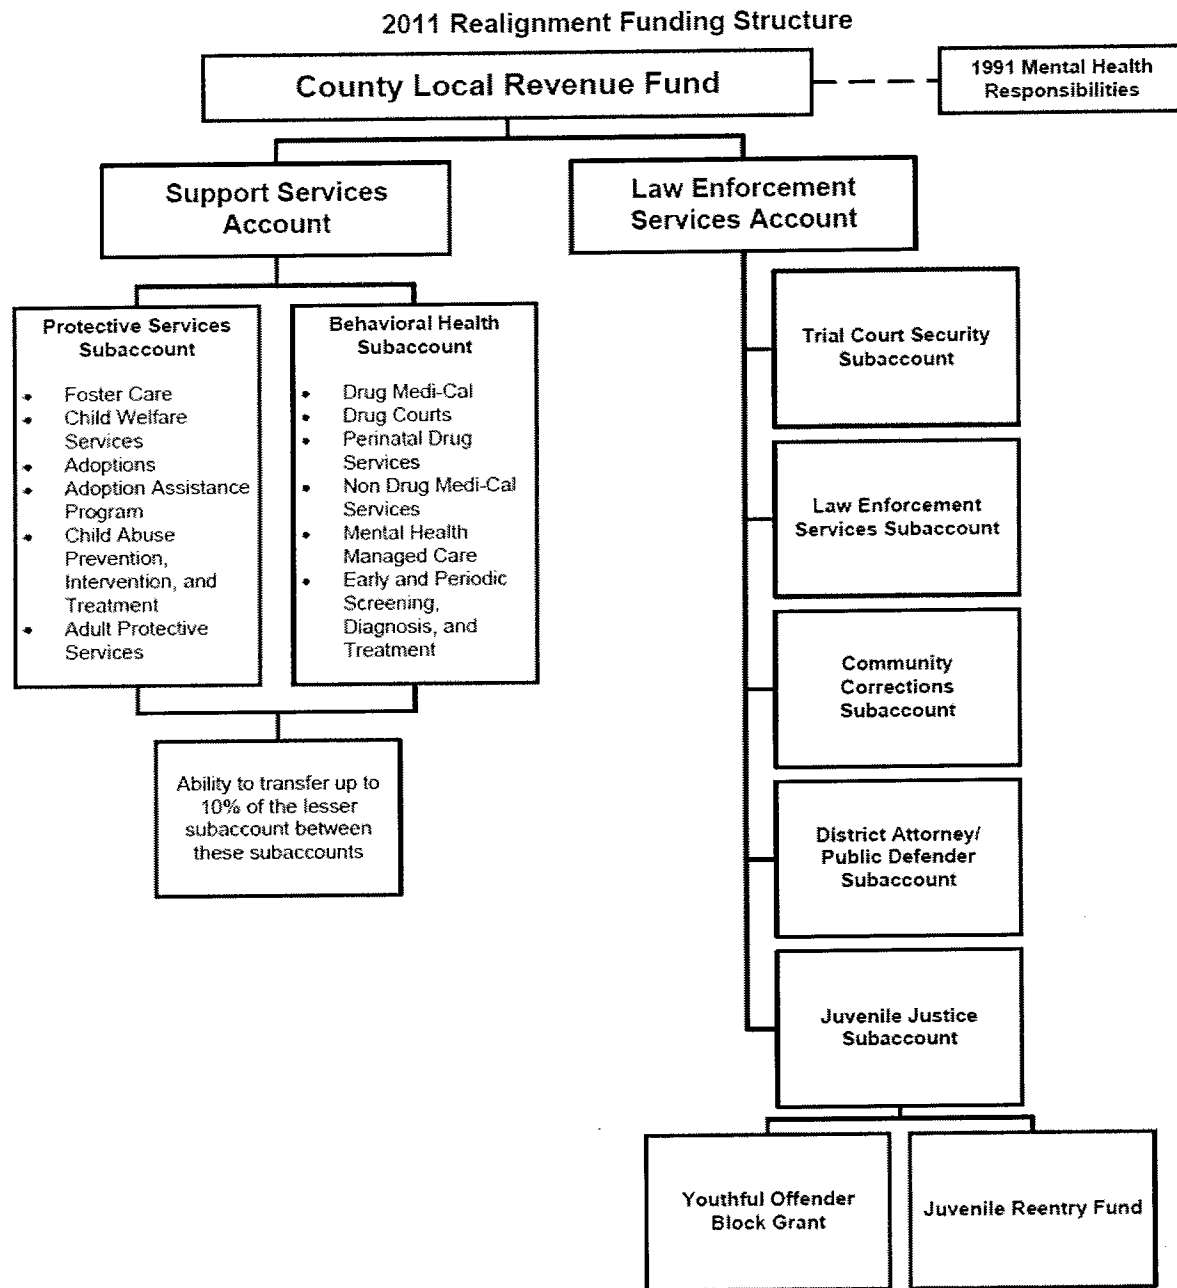 2011 Realignment Funding Structure
County Local Revenue Fund
1991 Mental Health
Responsibilities
Support Services
Account
Law Enforcement
Services Account
Protective Services
Subaccount
• Foster Care
• Child Welfare
Services
• Adoptions
• Adoption Assistance
Program
• Child Abuse
Prevention,
Intervention, and
Treatment
• Adult Protective
Services
Behavioral Health
Subaccount
• Drug Medi-Cal
• Drug Courts
• Perinatal Drug
Services
• Non Drug Medi-Cal
Services
• Mental Health
Managed Care
• Early and Periodic
Screening,
Diagnosis, and
Treatment
Ability to transfer up to
10% of the lesser
subaccount between
these subaccounts
Trial Court Security
Subaccount
Law Enforcement
Services Subaccount
Community
Corrections
Subaccount
District Attorney/
Public Defender
Subaccount
Juvenile Justice
Subaccount
Youthful Offender
Block Grant
Juvenile Reentry Fund